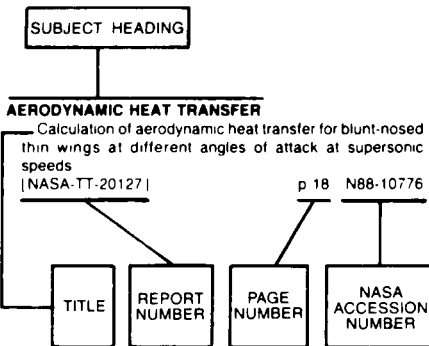 SUBJECT HEADING
AERODYNAMIC HEAT TRANSFER
Calculation of aerodynamic heat transfer for blunt-nosed
thin wings at different angles of attack at supersonic
speeds
[NASA-TT-20127] p 18 N88-10776
TITLE
REPORT
NUMBER
PAGE
NUMBER
NASA
ACCESSION
NUMBER